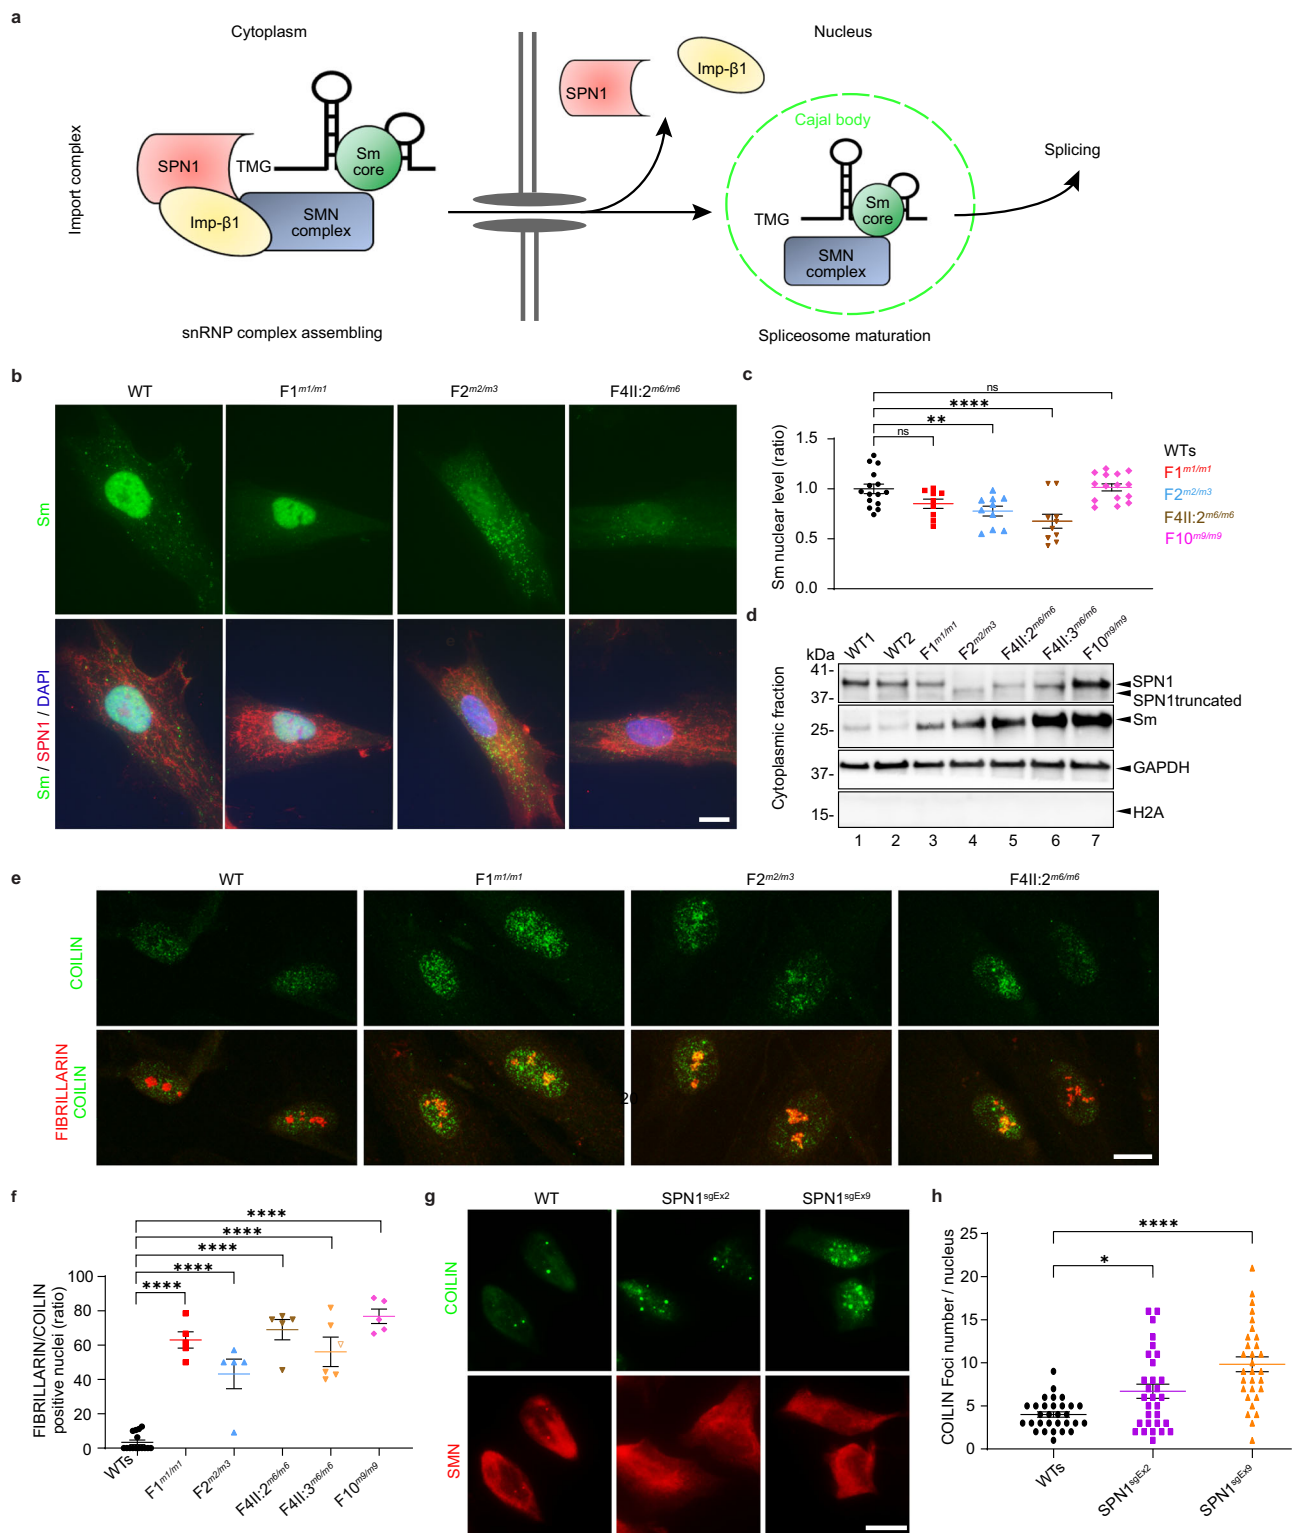 a
Cytoplasm
Nucleus
Import complex
SPN1
TMG
Sm
core
Imp-β1
SMN
complex
SPN1
Imp-β1
Cajal body
TMG
Sm
core
SMN
complex
Splicing
snRNP complex assembling
Spliceosome maturation
b
WT
F1m1/m1
F2m2/m3
F4II:2m6/m6
Sm
Sm / SPN1 / DAPI
c
ns
****
**
ns
Sm nuclear level (ratio)
1.5
1.0
0.5
0.0
WTs
F1m1/m1
F2m2/m3
F4II:2m6/m6
F10m9/m9
d
kDa
WT1
WT2
F1m1/m1
F2m2/m3
F4II:2m6/m6
F4II:3m6/m6
F10m9/m9
Cytoplasmic fraction
41-
37-
SPN1
SPN1truncated
25-
Sm
37-
GAPDH
15-
H2A
1 2 3 4 5 6 7
e
WT
F1m1/m1
F2m2/m3
F4II:2m6/m6
COILIN
FIBRILLARIN
COILIN
20
f
****
****
****
****
****
FIBRILLARIN/COILIN
positive nuclei (ratio)
100
80
60
40
20
0
WTs
F1m1/m1
F2m2/m3
F4II:2m6/m6
F4II:3m6/m6
F10m9/m9
g
WT
SPN1sgEx2
SPN1sgEx9
COILIN
SMN
h
****
*
COILIN Foci number / nucleus
25
20
15
10
5
0
WTs
SPN1sgEx2
SPN1sgEx9